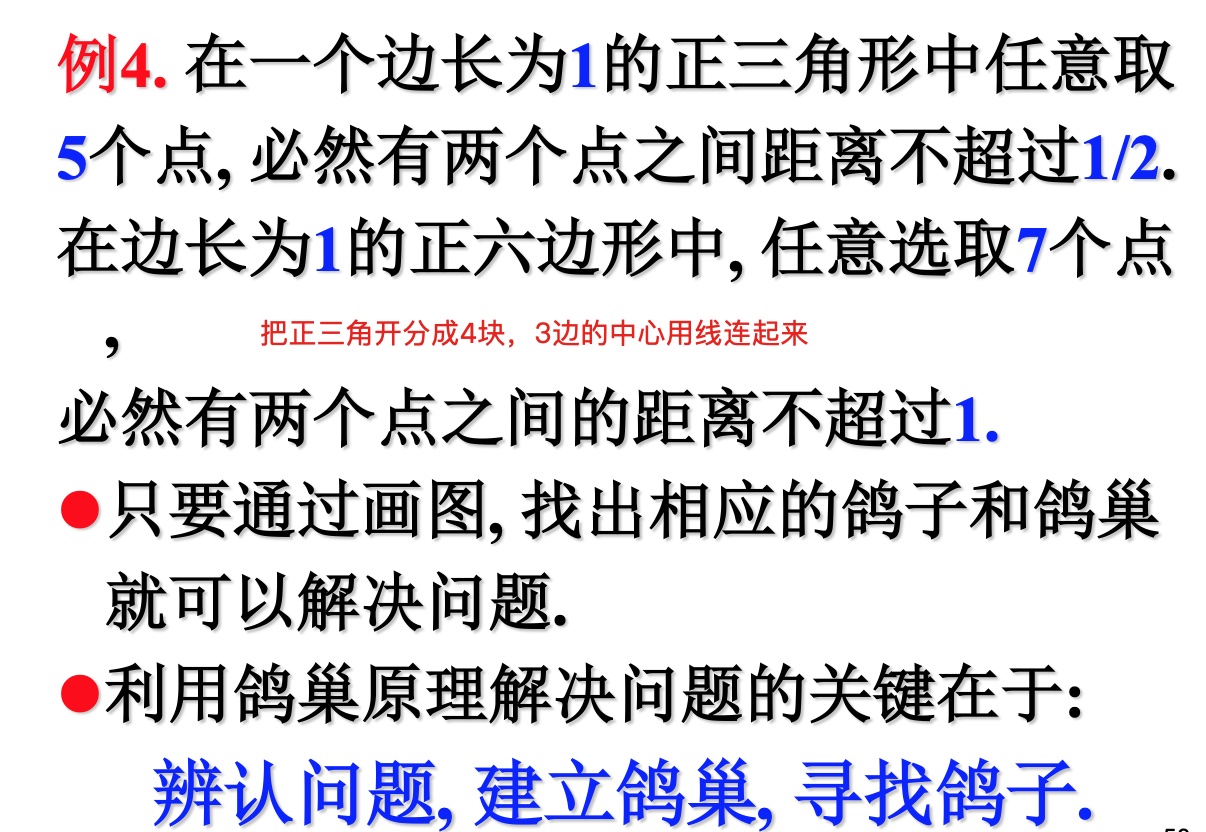 例4. 在一个边长为1的正三角形中任意取
5个点, 必然有两个点之间距离不超过1/2.
在边长为1的正六边形中, 任意选取7个点
,
把正三角开分成4块，3边的中心用线连起来
必然有两个点之间的距离不超过1.
●只要通过画图, 找出相应的鸽子和鸽巢
就可以解决问题.
●利用鸽巢原理解决问题的关键在于:
辨认问题, 建立鸽巢, 寻找鸽子.